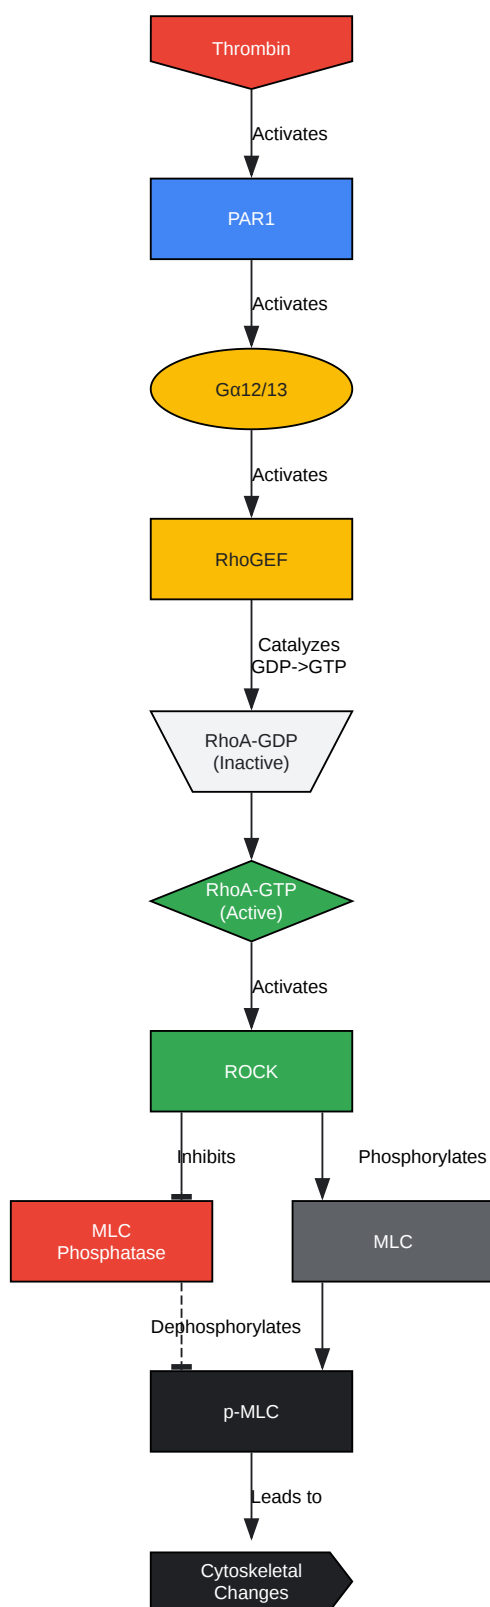 Thrombin
Activates
PAR1
Activates
Gα12/13
Activates
RhoGEF
Catalyzes
GDP->GTP
RhoA-GDP
(Inactive)
RhoA-GTP
(Active)
Activates
ROCK
Inhibits
Phosphorylates
MLC
Phosphatase
MLC
Dephosphorylates
p-MLC
Leads to
Cytoskeletal
Changes